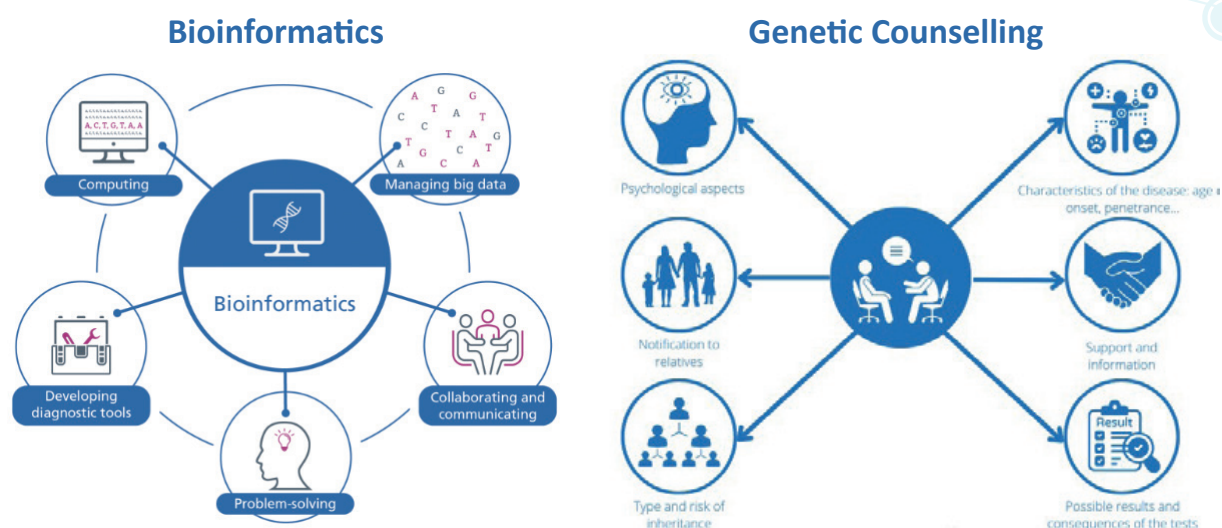 Bioinformatics
Genetic Counselling
A, C, T, G, T, A, A
Computing
A G G
C T A
C C T A G
T T
G C T
A G C A
Managing big data
Bioinformatics
Developing
diagnostic tools
Collaborating and
communicating
Problem-solving
Psychological aspects
Characteristics of the disease: age
onset, penetrance...
Notification to
relatives
Support and
information
Type and risk of
inheritance
Result
Possible results and
consequences of the tests